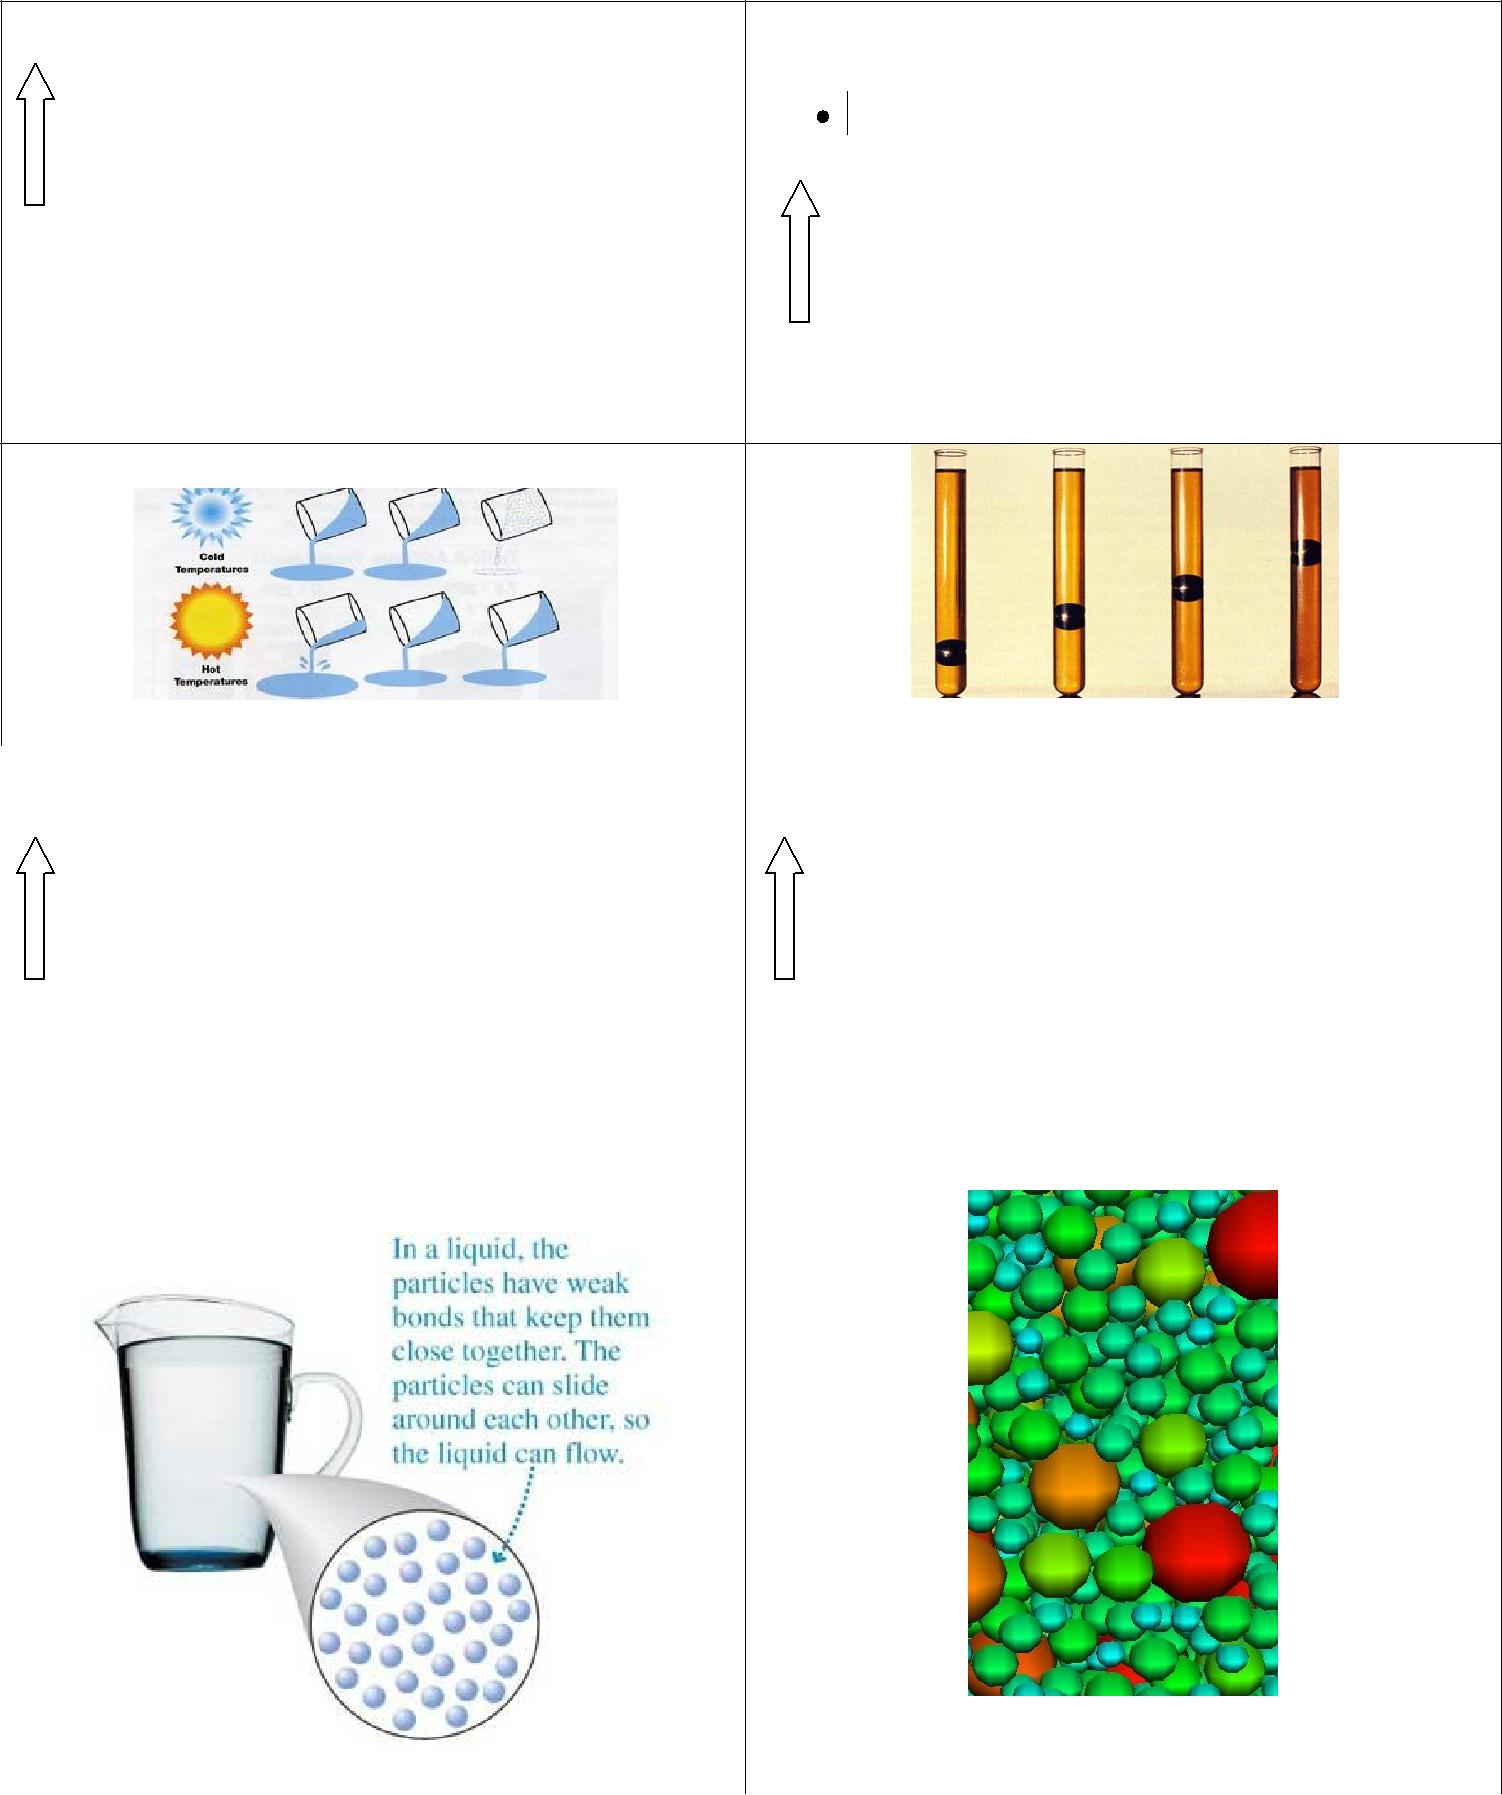 Cold
Temperatures
Hot
Temperatures
In a liquid, the
particles have weak
bonds that keep them
close together. The
particles can slide
around each other, so
the liquid can flow.